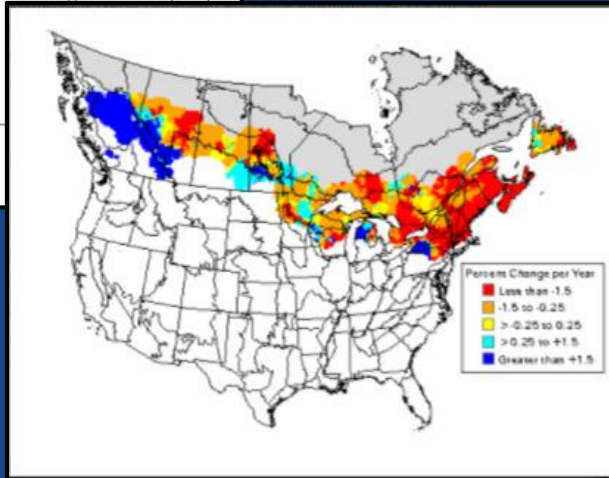 Percent Change per Year
Less than -1.5
-1.5 to -0.25
> -0.25 to 0.25
> 0.25 to +1.5
Greater than +1.5